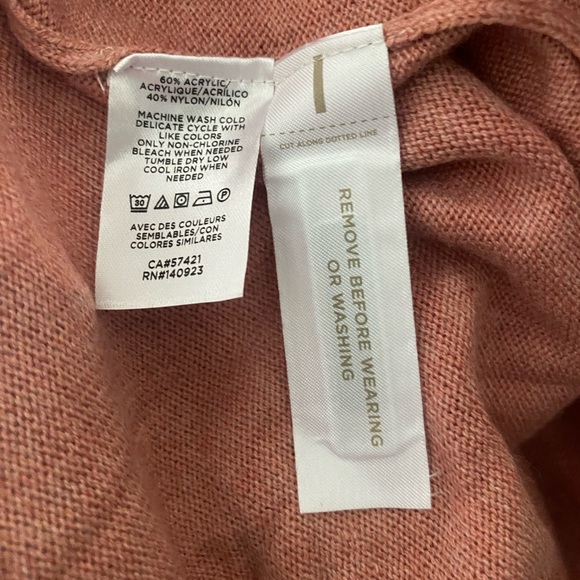 60% ACRYLIC/
ACRYLIQUE/ACRÍLICO
40% NYLON/NILÓN
MACHINE WASH COLD
DELICATE CYCLE WITH
LIKE COLORS
ONLY NON-CHLORINE
BLEACH WHEN NEEDED
TUMBLE DRY LOW
COOL IRON WHEN
NEEDED
30
P
AVEC DES COULEURS
SEMBLABLES/CON
COLORES SIMILARES
CA#57421
RN#140923
CUT ALONG DOTTED LINE
REMOVE BEFORE WEARING
OR WASHING